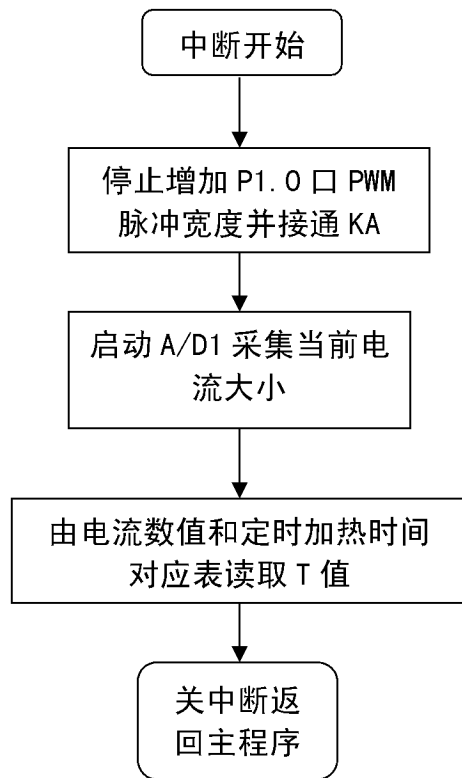 中断开始
停止增加 P1.0 口 PWM
脉冲宽度并接通 KA
启动 A/D1 采集当前电
流大小
由电流数值和定时加热时间
对应表读取 T 值
关中断返
回主程序